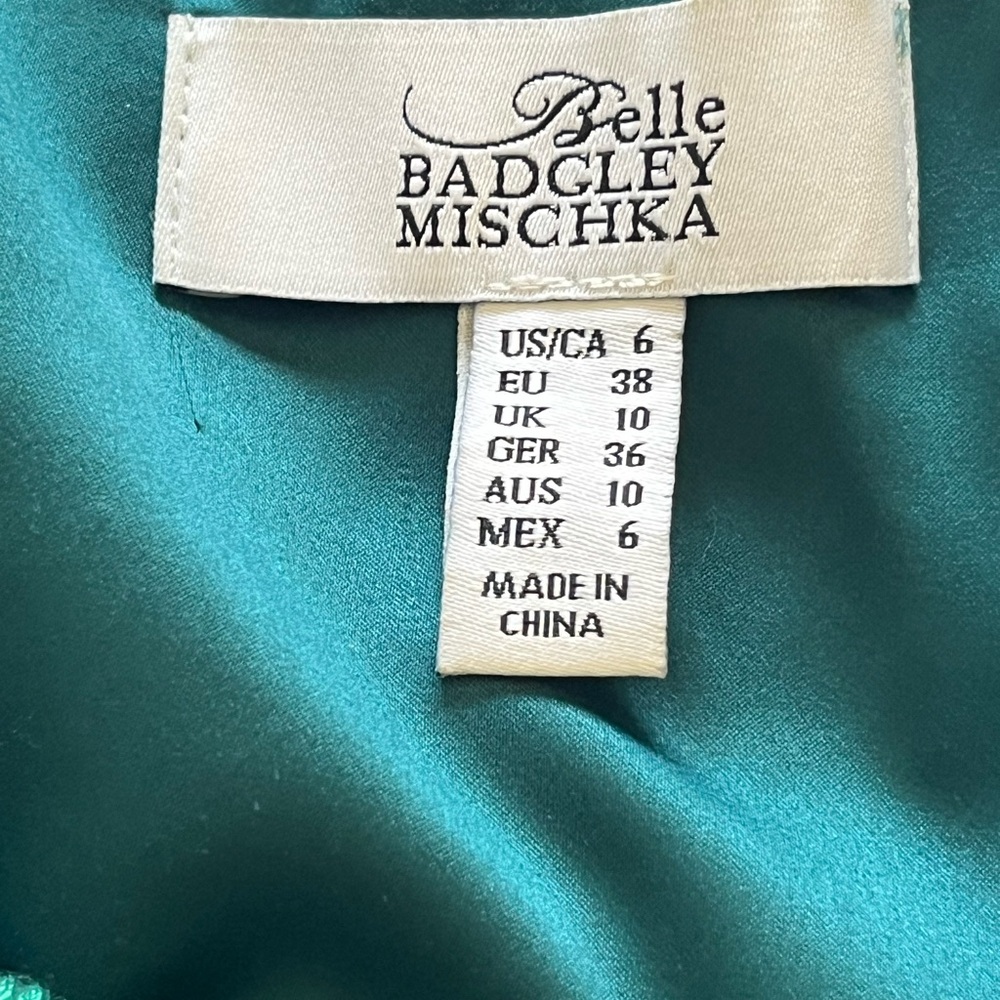 Belle
BADGLEY
MISCHKA
US/CA 6
EU 38
UK 10
GER 36
AUS 10
MEX 6
MADE IN
CHINA